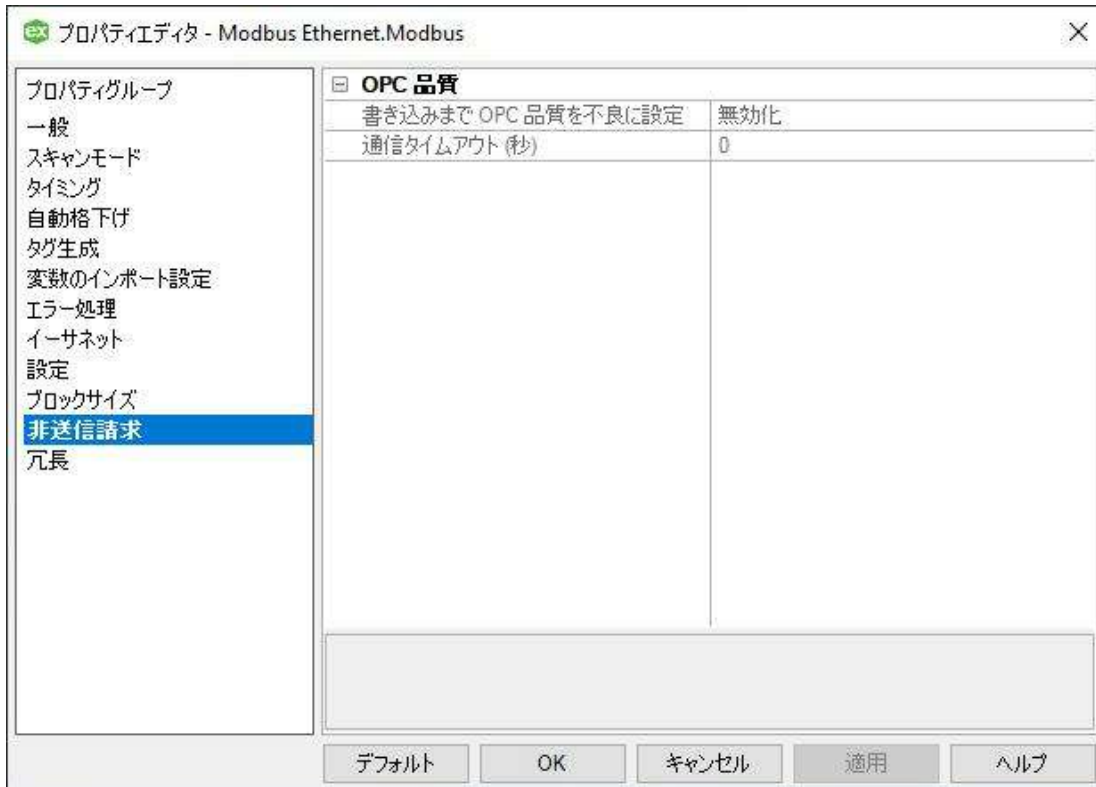 ex プロパティエディタ - Modbus Ethernet.Modbus
プロパティグループ
一般
スキャンモード
タイミング
自動格下げ
タグ生成
変数のインポート設定
エラー処理
イーサネット
設定
ブロックサイズ
非送信請求
冗長
OPC 品質
書き込みまで OPC 品質を不良に設定 無効化
通信タイムアウト (秒) 0
デフォルト OK キャンセル 適用 ヘルプ